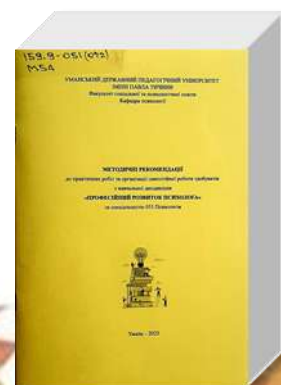 159.9-051(092)
М54
УМАНСЬКИЙ ДЕРЖАВНИЙ ПЕДАГОГІЧНИЙ УНІВЕРСИТЕТ
ІМЕНІ ПАВЛА ТИЧИНИ
Факультет соціальної та психологічної освіти
Кафедра психології
МЕТОДИЧНІ РЕКОМЕНДАЦІЇ
до практичних робіт та організації самостійної роботи здобувачів
з навчальної дисципліни
«ПРОФЕСІЙНИЙ РОЗВИТОК ПСИХОЛОГА»
за спеціальністю 053 Психологія
Умань – 2023